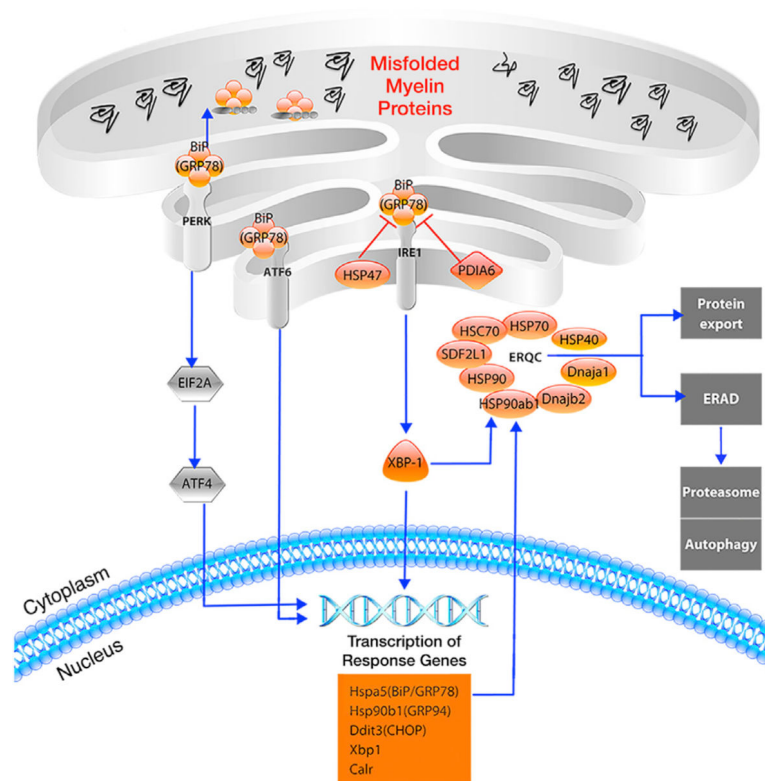 Misfolded
Myelin
Proteins
BiP
(GRP78)
PERK
BiP
(GRP78)
ATF6
BiP
(GRP78)
IRE1
HSP47
PDIA6
HSC70
HSP70
HSP40
SDF2L1
ERQC
Dnaja1
HSP90
HSP90ab1
Dnajb2
Protein
export
ERAD
Proteasome
Autophagy
EIF2A
ATF4
XBP-1
Cytoplasm
Nucleus
Transcription of
Response Genes
Hspa5(BiP/GRP78)
Hsp90b1(GRP94)
Ddit3(CHOP)
Xbp1
Calr